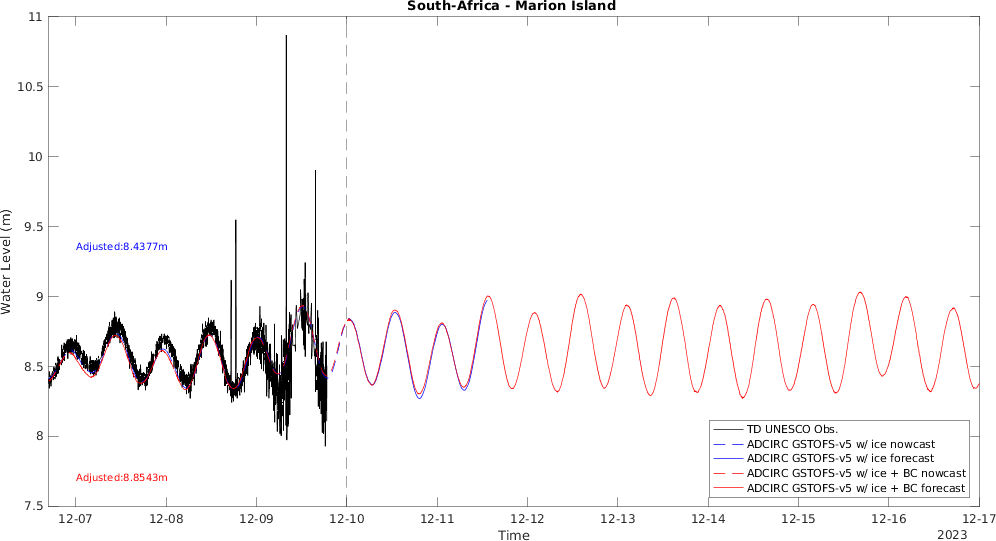 South-Africa - Marion Island
11
10.5
10
9.5
9
8.5
8
7.5
Water Level (m)
Adjusted:8.4377m
Adjusted:8.8543m
TD UNESCO Obs.
ADCIRC GSTOFS-v5 w/ ice nowcast
ADCIRC GSTOFS-v5 w/ ice forecast
ADCIRC GSTOFS-v5 w/ ice + BC nowcast
ADCIRC GSTOFS-v5 w/ ice + BC forecast
12-07 12-08 12-09 12-10 12-11 12-12 12-13 12-14 12-15 12-16 12-17
Time
2023